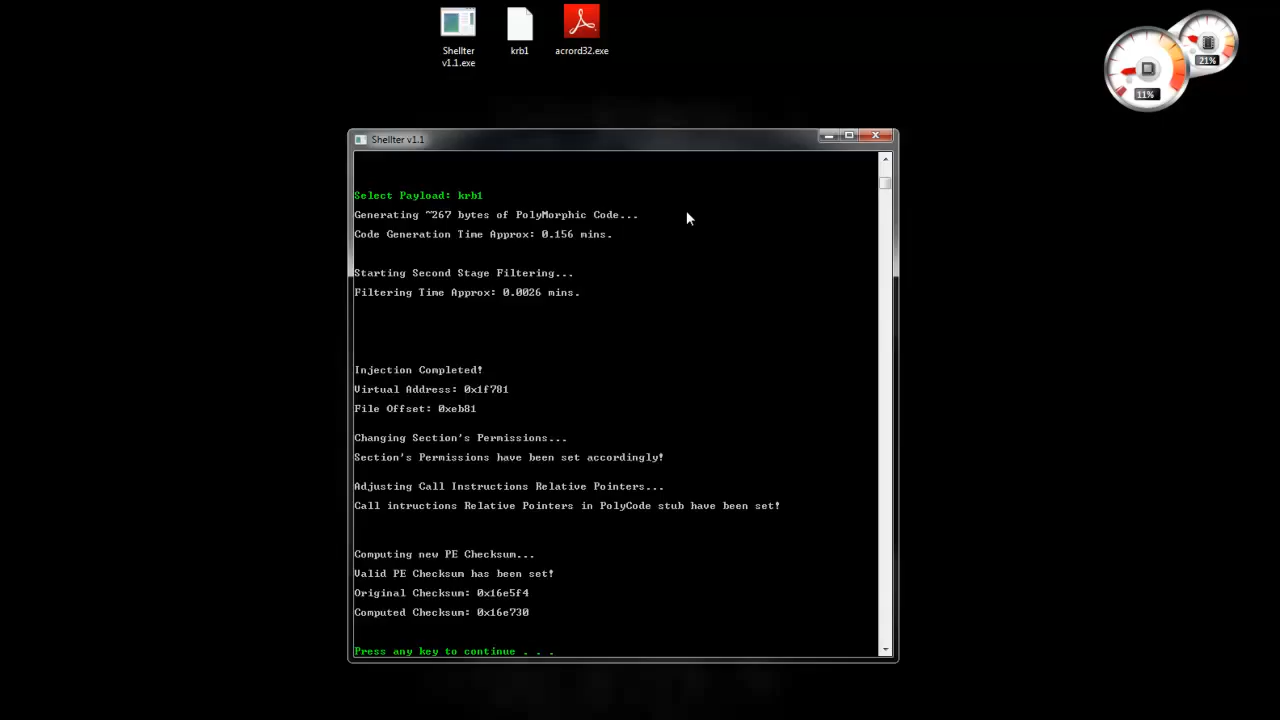 Shellter
v1.1.exe
krb1
acrord32.exe
21%
11%
Shellter v1.1
Select Payload: krb1
Generating ~267 bytes of PolyMorphic Code...
Code Generation Time Approx: 0.156 mins.
Starting Second Stage Filtering...
Filtering Time Approx: 0.0026 mins.
Injection Completed!
Virtual Address: 0x1f781
File Offset: 0xeb81
Changing Section's Permissions...
Section's Permissions have been set accordingly!
Adjusting Call Instructions Relative Pointers...
Call intructions Relative Pointers in PolyCode stub have been set!
Computing new PE Checksum...
Valid PE Checksum has been set!
Original Checksum: 0x16e5f4
Computed Checksum: 0x16e730
Press any key to continue . . .